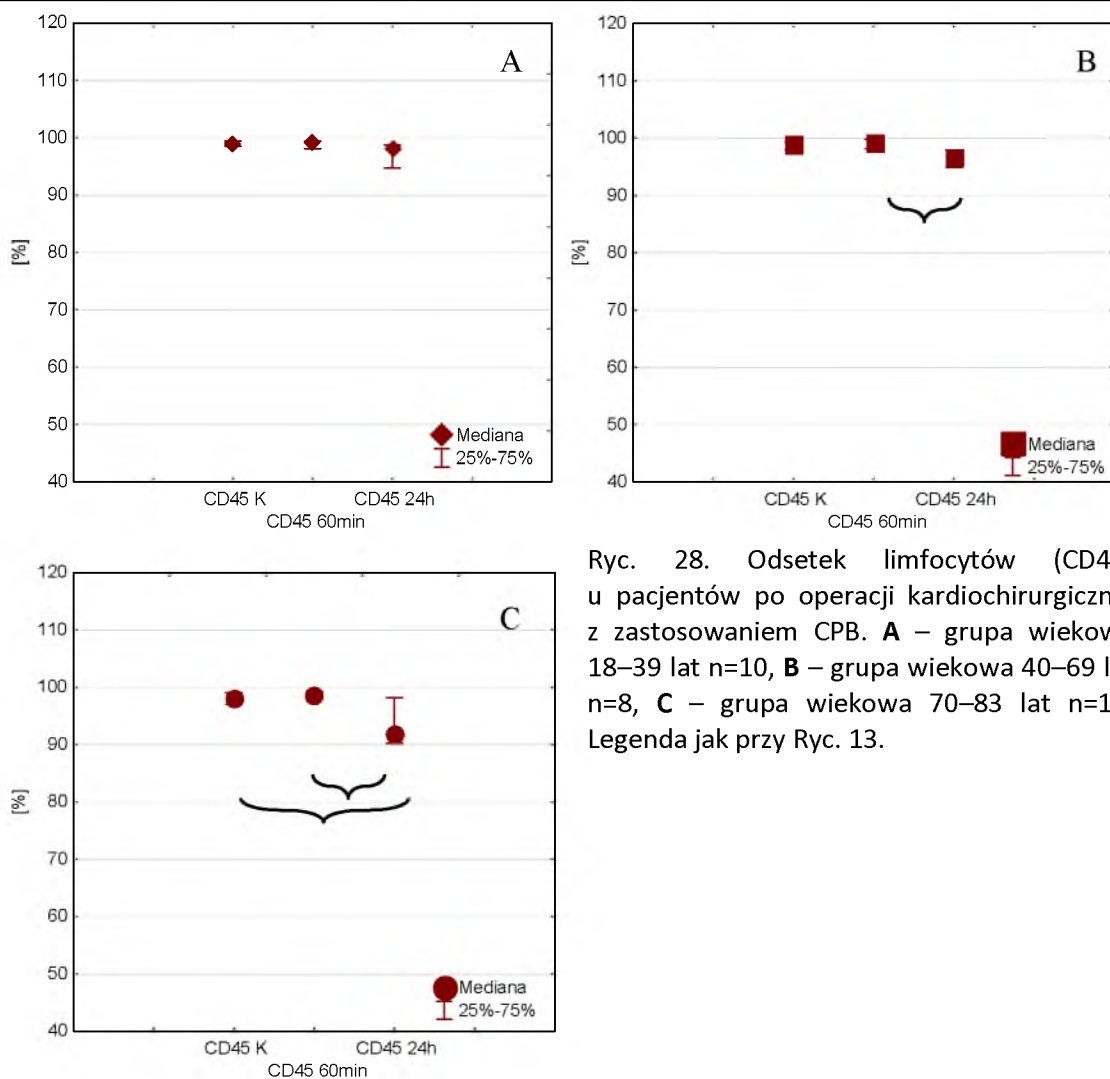 120
110
100
90
80
70
60
50
40
[%]
A
Mediana
25%-75%
CD45 K
CD45 24h
CD45 60min
120
110
100
90
80
70
60
50
40
[%]
B
Mediana
25%-75%
CD45 K
CD45 24h
CD45 60min
120
110
100
90
80
70
60
50
40
[%]
C
Mediana
25%-75%
CD45 K
CD45 24h
CD45 60min
Ryc. 28. Odsetek limfocytów
u pacjentów po operacji
z zastosowaniem CPB. A – grupa
18–39 lat n=10, B – grupa wiekowa 40–69
n=8, C – grupa wiekowa 70–83 lat
Legenda jak przy Ryc. 13.